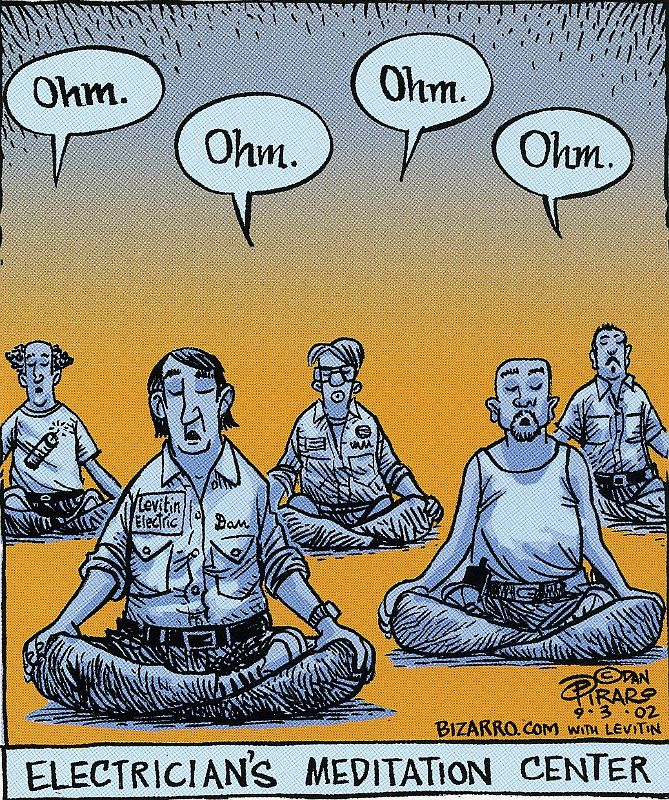 Ohm.
Ohm.
Ohm.
Ohm.
Levitin
Electric
Dan
© DAN
PIRARO
9·3·02
BIZARRO.COM WITH LEVITIN
ELECTRICIAN'S MEDITATION CENTER